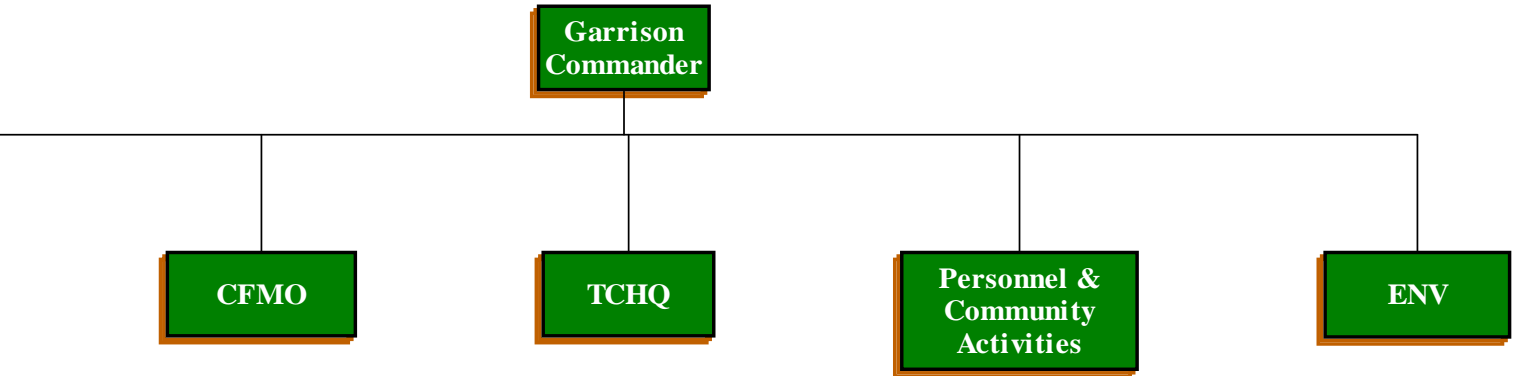 Garrison
Commander
CFMO
TCHQ
Personnel &
Community
Activities
ENV